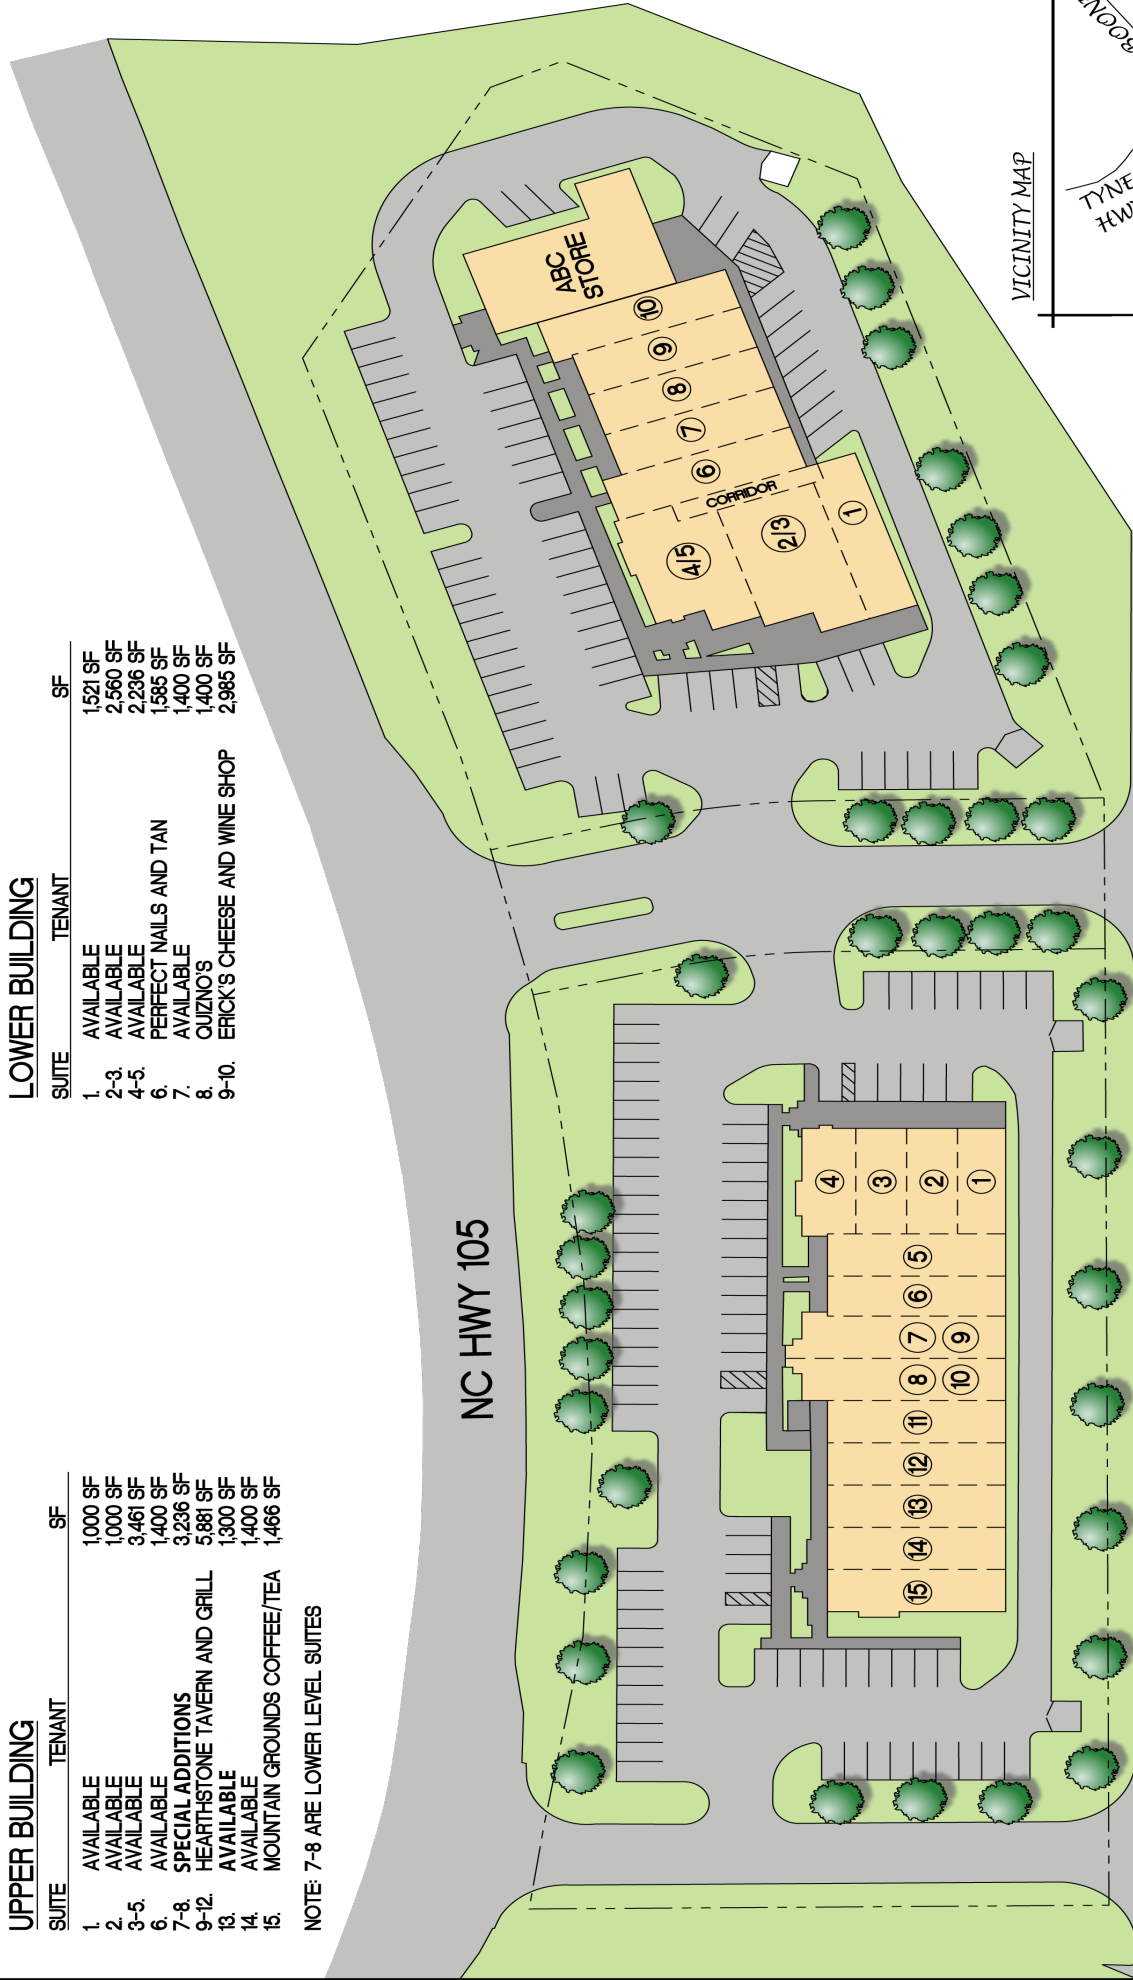 UPPER BUILDING
SUITE TENANT SF
1. AVAILABLE 1,000 SF
2. AVAILABLE 1,000 SF
3-5. AVAILABLE 3,461 SF
6. AVAILABLE 1,400 SF
7-8. SPECIAL ADDITIONS 3,236 SF
9-12. HEARTHSTONE TAVERN AND GRILL 5,881 SF
13. AVAILABLE 1,300 SF
14. AVAILABLE 1,400 SF
15. MOUNTAIN GROUNDS COFFEE/TEA 1,466 SF
NOTE: 7-8 ARE LOWER LEVEL SUITES
LOWER BUILDING
SUITE TENANT SF
1. AVAILABLE 1,521 SF
2-3. AVAILABLE 2,560 SF
4-5. AVAILABLE 2,236 SF
6. PERFECT NAILS AND TAN 1,585 SF
7. AVAILABLE 1,400 SF
8. QUIZNO'S 1,400 SF
9-10. ERICK'S CHEESE AND WINE SHOP 2,985 SF
NC HWY 105
15
14
13
12
11
8
10
7
9
6
5
4
3
2
1
4/5
2/3
1
CORRIDOR
6
7
8
9
10
ABC
STORE
VICINITY MAP
TYNE
HW
BOON